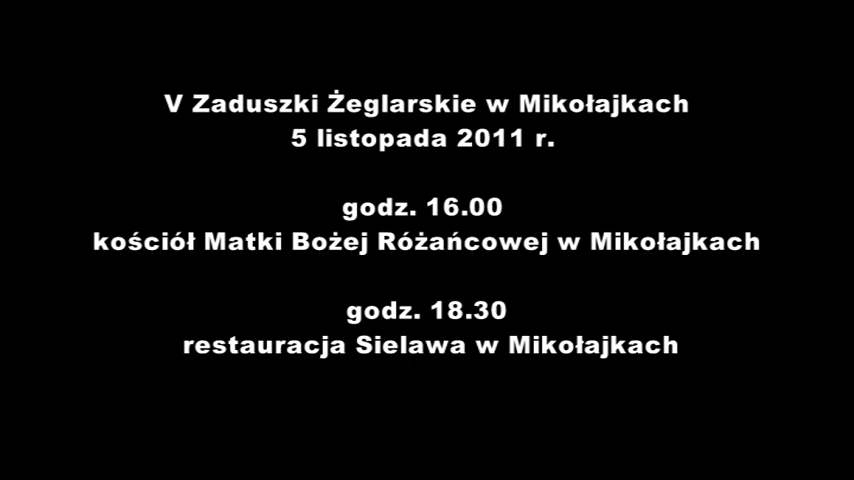 V Zaduszki Żeglarskie w Mikołajkach
5 listopada 2011 r.
godz. 16.00
kościół Matki Bożej Różańcowej w Mikołajkach
godz. 18.30
restauracja Sielawa w Mikołajkach